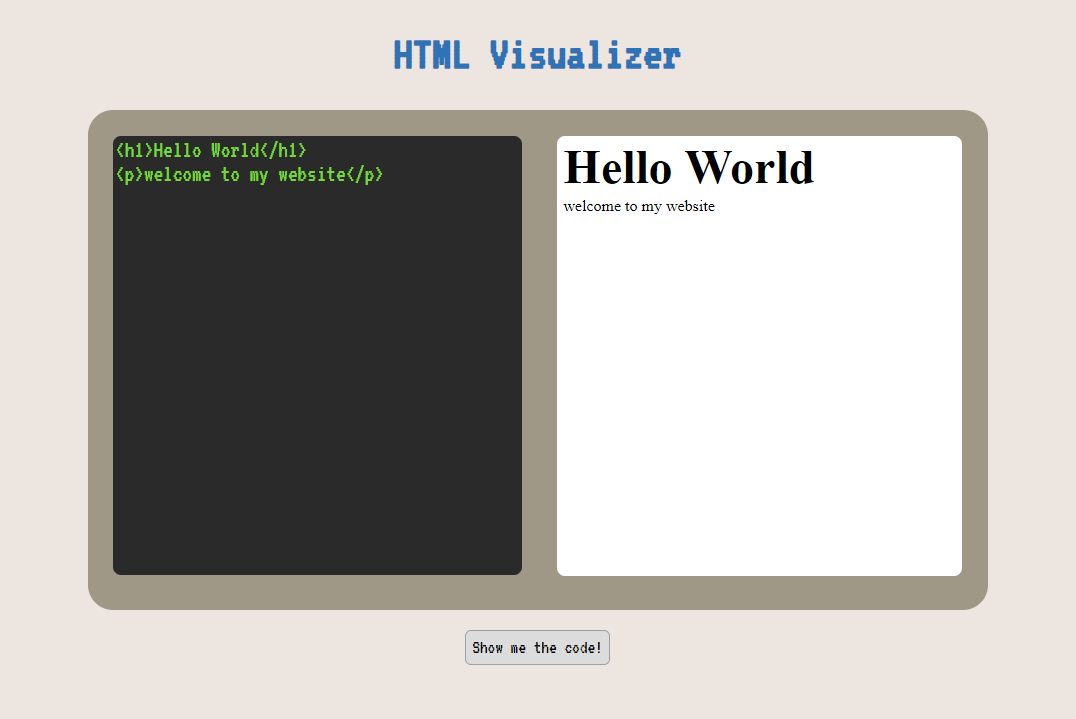 HTML Visualizer
<h1>Hello World</h1>
<p>welcome to my website</p>
Hello World
welcome to my website
Show me the code!